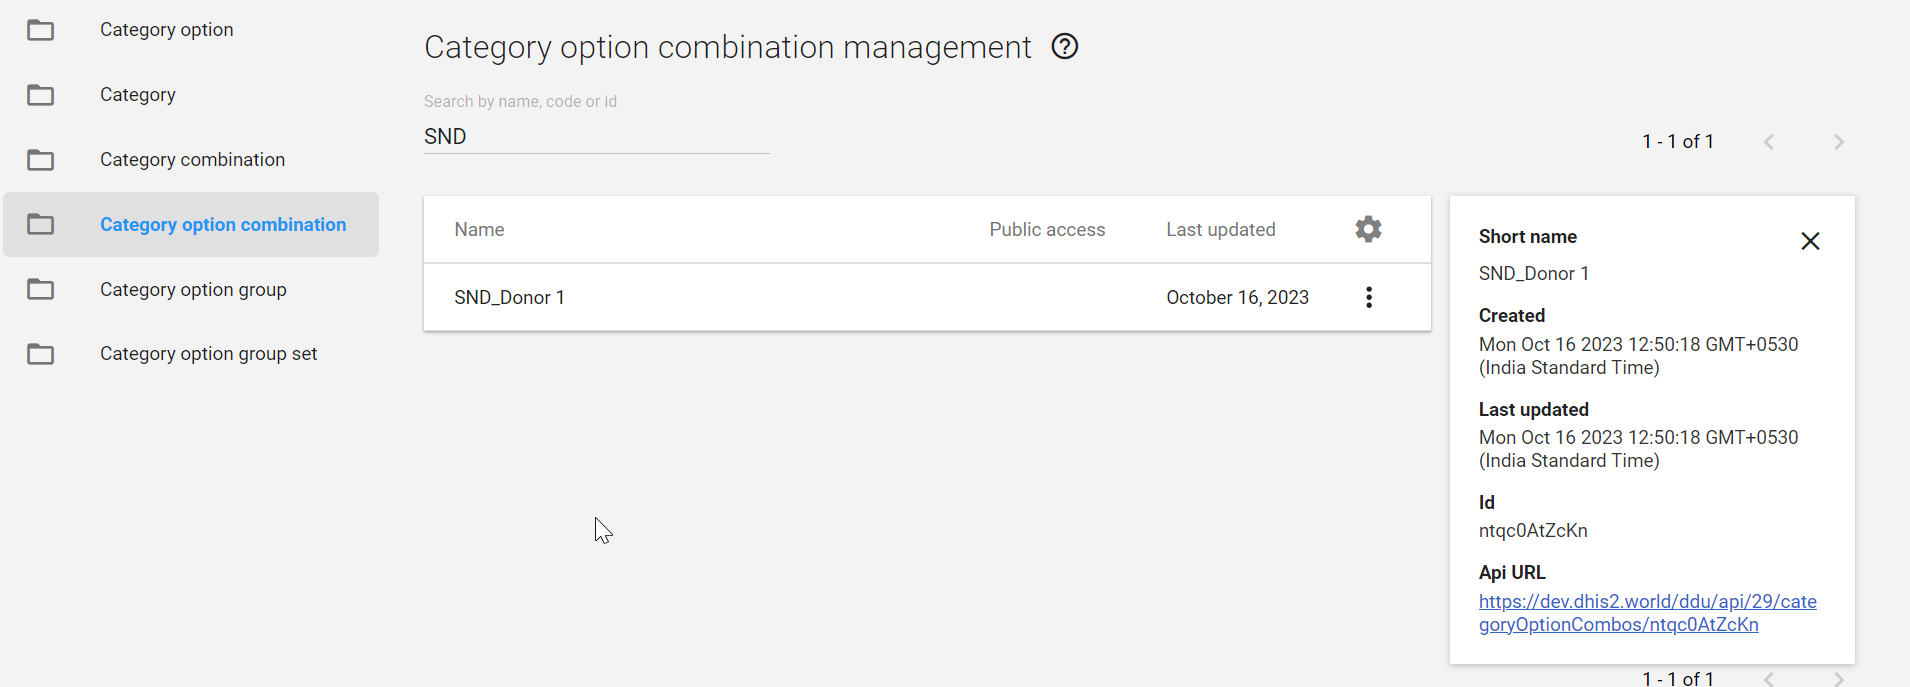 Category option
Category
Category combination
Category option combination
Category option group
Category option group set
Category option combination management
Search by name, code or id
SND
1 - 1 of 1
Name Public access Last updated
SND_Donor 1 October 16, 2023
Short name
SND_Donor 1
Created
Mon Oct 16 2023 12:50:18 GMT+0530
(India Standard Time)
Last updated
Mon Oct 16 2023 12:50:18 GMT+0530
(India Standard Time)
Id
ntqc0AtZcKn
Api URL
https://dev.dhis2.world/ddu/api/29/cate
goryOptionCombos/ntqc0AtZcKn
1 - 1 of 1